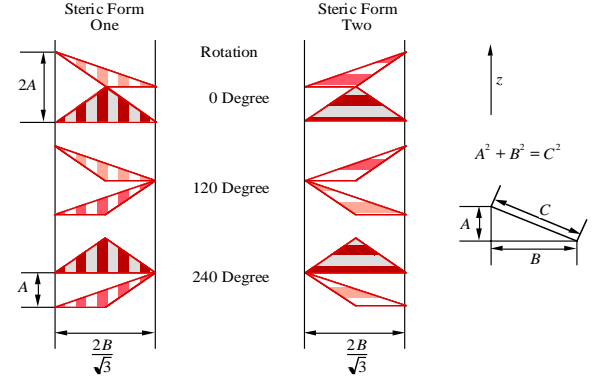 Steric Form
One
Steric Form
Two
Rotation
2A
0 Degree
z
A² + B² = C²
120 Degree
C
A
B
240 Degree
A
2B
√3
2B
√3